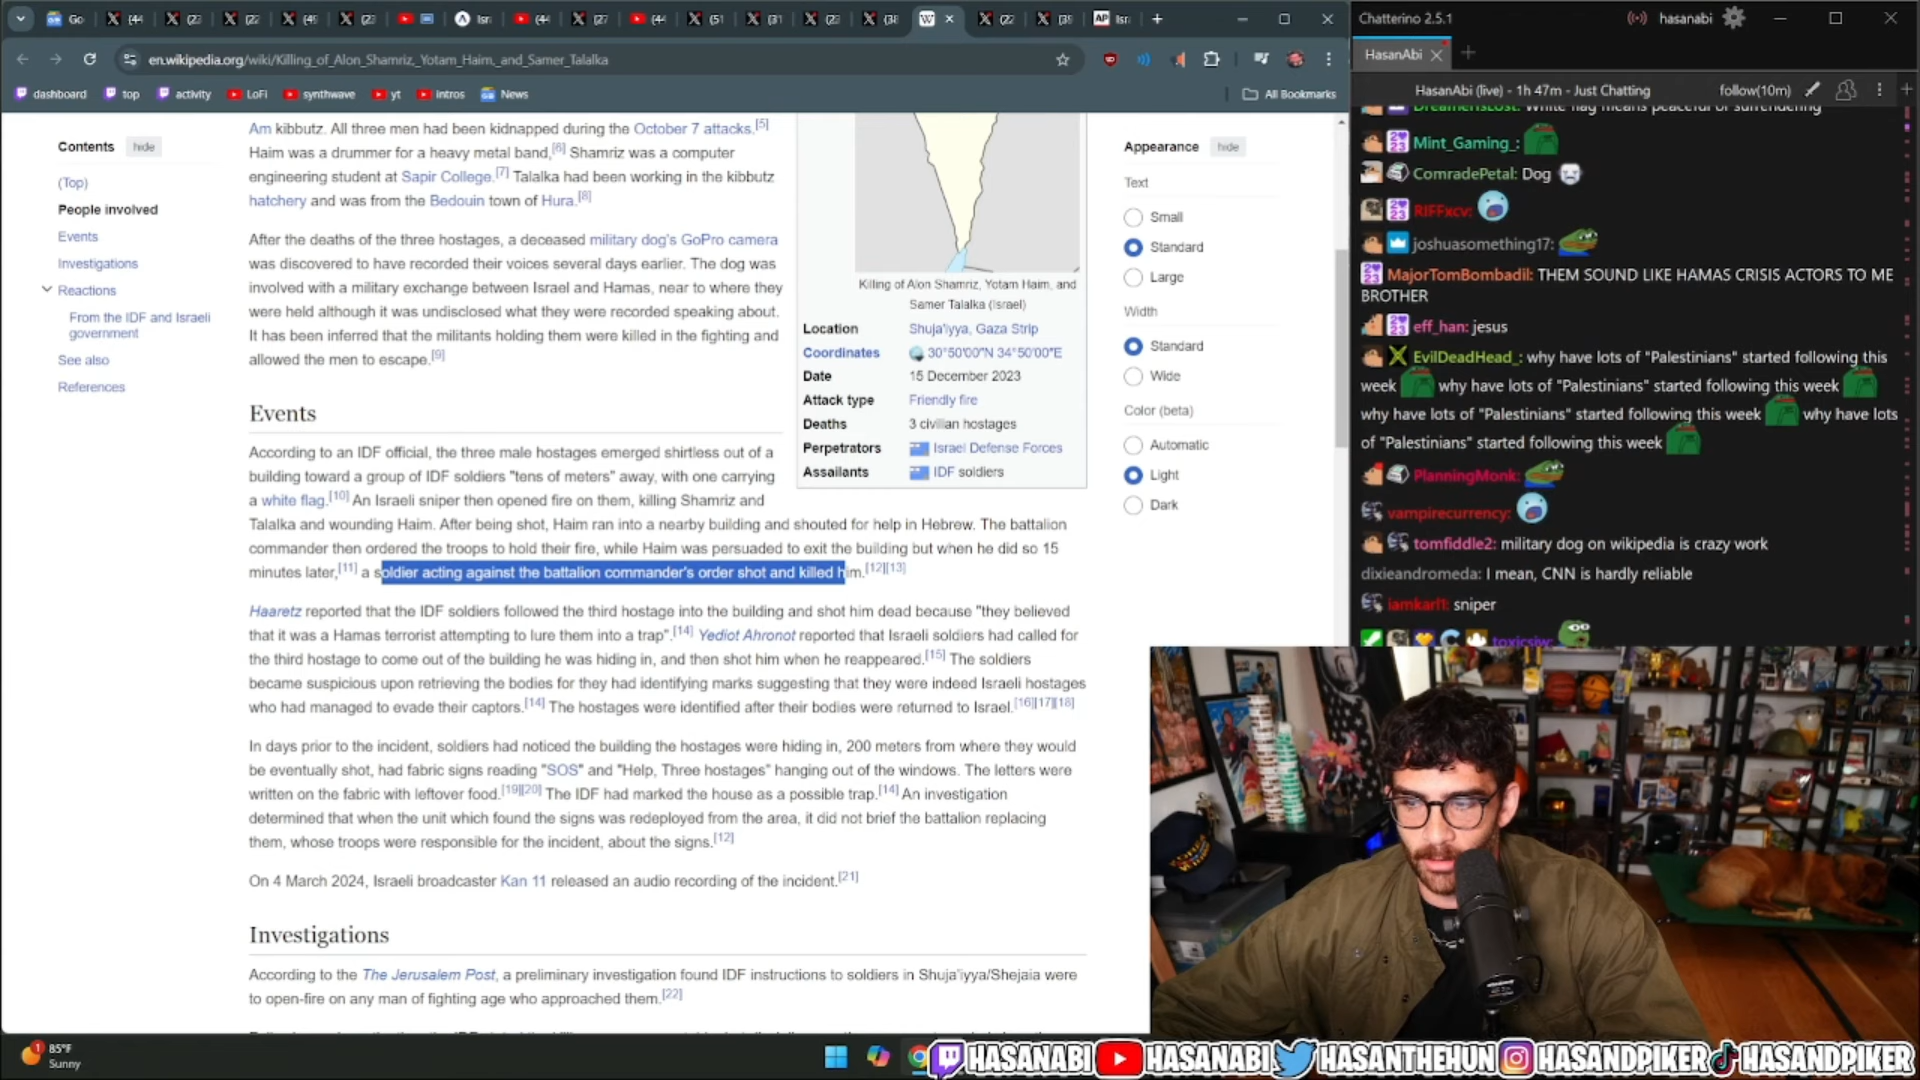 Go
(44
(23
(22
(49
(23
Isr
(44
(27
(44
(51
(31
(23
(38
(22
(39
Isr
Chatterino 2.5.1
hasanabi
en.wikipedia.org/wiki/Killing_of_Alon_Shamriz,_Yotam_Haim,_and_Samer_Talalka
HasanAbi
dashboard
top
activity
LoFi
synthwave
yt
intros
News
All Bookmarks
HasanAbi (live) - 1h 47m - Just Chatting
follow(10m)
Contents
hide
(Top)
People involved
Events
Investigations
Reactions
From the IDF and Israeli
government
See also
References
Am kibbutz. All three men had been kidnapped during the October 7 attacks.[5]
Haim was a drummer for a heavy metal band,[6] Shamriz was a computer
engineering student at Sapir College.[7] Talalka had been working in the kibbutz
hatchery and was from the Bedouin town of Hura.[8]
After the deaths of the three hostages, a deceased military dog's GoPro camera
was discovered to have recorded their voices several days earlier. The dog was
involved with a military exchange between Israel and Hamas, near to where they
were held although it was undisclosed what they were recorded speaking about.
It has been inferred that the militants holding them were killed in the fighting and
allowed the men to escape.[9]
Events
According to an IDF official, the three male hostages emerged shirtless out of a
building toward a group of IDF soldiers "tens of meters" away, with one carrying
a white flag.[10] An Israeli sniper then opened fire on them, killing Shamriz and
Talalka and wounding Haim. After being shot, Haim ran into a nearby building and shouted for help in Hebrew. The battalion
commander then ordered the troops to hold their fire, while Haim was persuaded to exit the building but when he did so 15
minutes later,[11] a soldier acting against the battalion commander's order shot and killed him.[12][13]
Haaretz reported that the IDF soldiers followed the third hostage into the building and shot him dead because "they believed
that it was a Hamas terrorist attempting to lure them into a trap".[14] Yediot Ahronot reported that Israeli soldiers had called for
the third hostage to come out of the building he was hiding in, and then shot him when he reappeared.[15] The soldiers
became suspicious upon retrieving the bodies for they had identifying marks suggesting that they were indeed Israeli hostages
who had managed to evade their captors.[14] The hostages were identified after their bodies were returned to Israel.[16][17][18]
In days prior to the incident, soldiers had noticed the building the hostages were hiding in, 200 meters from where they would
be eventually shot, had fabric signs reading "SOS" and "Help, Three hostages" hanging out of the windows. The letters were
written on the fabric with leftover food.[19][20] The IDF had marked the house as a possible trap.[14] An investigation
determined that when the unit which found the signs was redeployed from the area, it did not brief the battalion replacing
them, whose troops were responsible for the incident, about the signs.[12]
On 4 March 2024, Israeli broadcaster Kan 11 released an audio recording of the incident.[21]
Investigations
According to the The Jerusalem Post, a preliminary investigation found IDF instructions to soldiers in Shuja'iyya/Shejaia were
to open-fire on any man of fighting age who approached them.[22]
Killing of Alon Shamriz, Yotam Haim, and
Samer Talalka (Israel)
Location Shuja'iyya, Gaza Strip
Coordinates 30°50′00″N 34°50′00″E
Date 15 December 2023
Attack type Friendly fire
Deaths 3 civilian hostages
Perpetrators Israel Defense Forces
Assailants IDF soldiers
Appearance
hide
Text
Small
Standard
Large
Width
Standard
Wide
Color (beta)
Automatic
Light
Dark
DreamerisLost: White flag means peaceful or surrendering
Mint_Gaming_:
ComradePetal: Dog
RIFFxcv:
joshuasomething17:
MajorTomBombadil: THEM SOUND LIKE HAMAS CRISIS ACTORS TO ME
BROTHER
eff_han: jesus
EvilDeadHead_: why have lots of "Palestinians" started following this
week why have lots of "Palestinians" started following this week
why have lots of "Palestinians" started following this week why have lots
of "Palestinians" started following this week
PlanningMonk:
vampirecurrency:
tomfiddle2: military dog on wikipedia is crazy work
dixieandromeda: I mean, CNN is hardly reliable
iamkarl1: sniper
toxicsiw:
1
85°F
Sunny
HASANABI
HASANABI
HASANTHEHUN
HASANDPIKER
HASANDPIKER